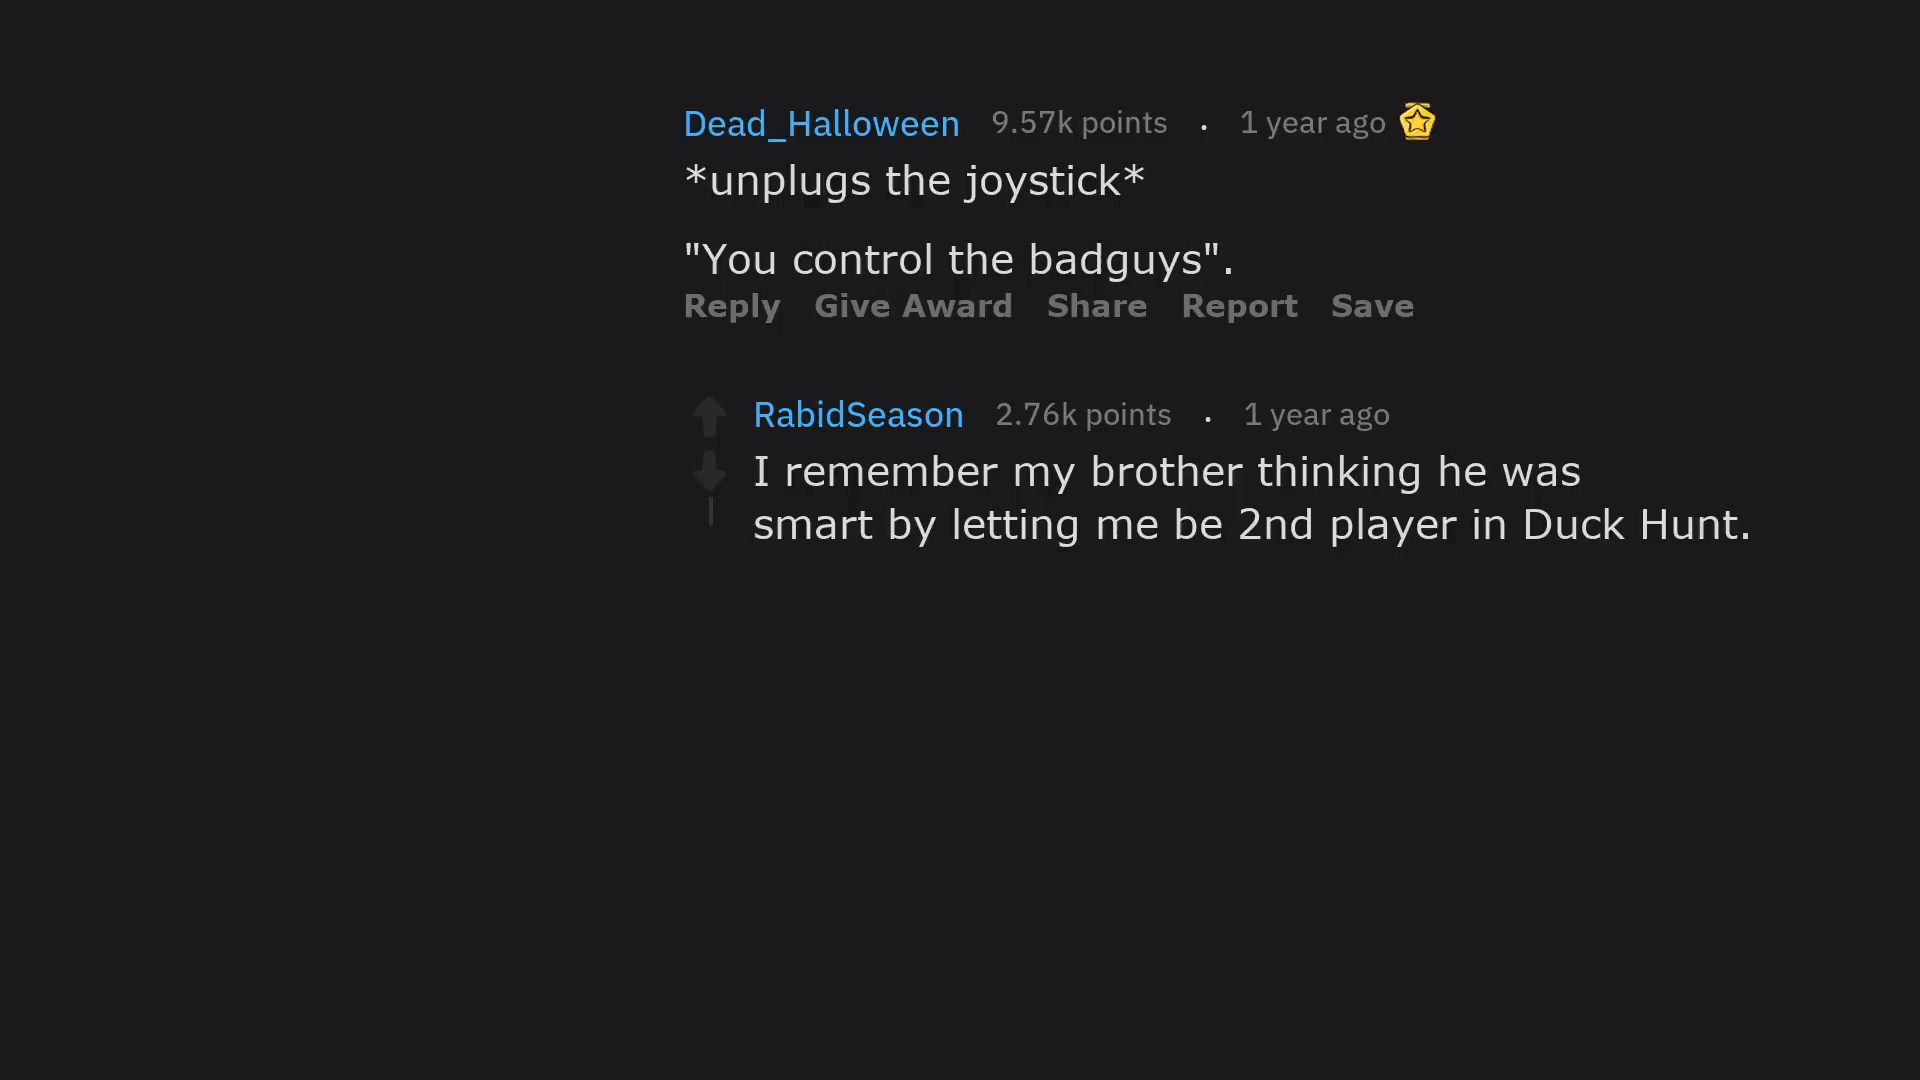 Dead_Halloween 9.57k points . 1 year ago
*unplugs the joystick*
"You control the badguys".
Reply Give Award Share Report Save
RabidSeason 2.76k points . 1 year ago
I remember my brother thinking he was
smart by letting me be 2nd player in Duck Hunt.